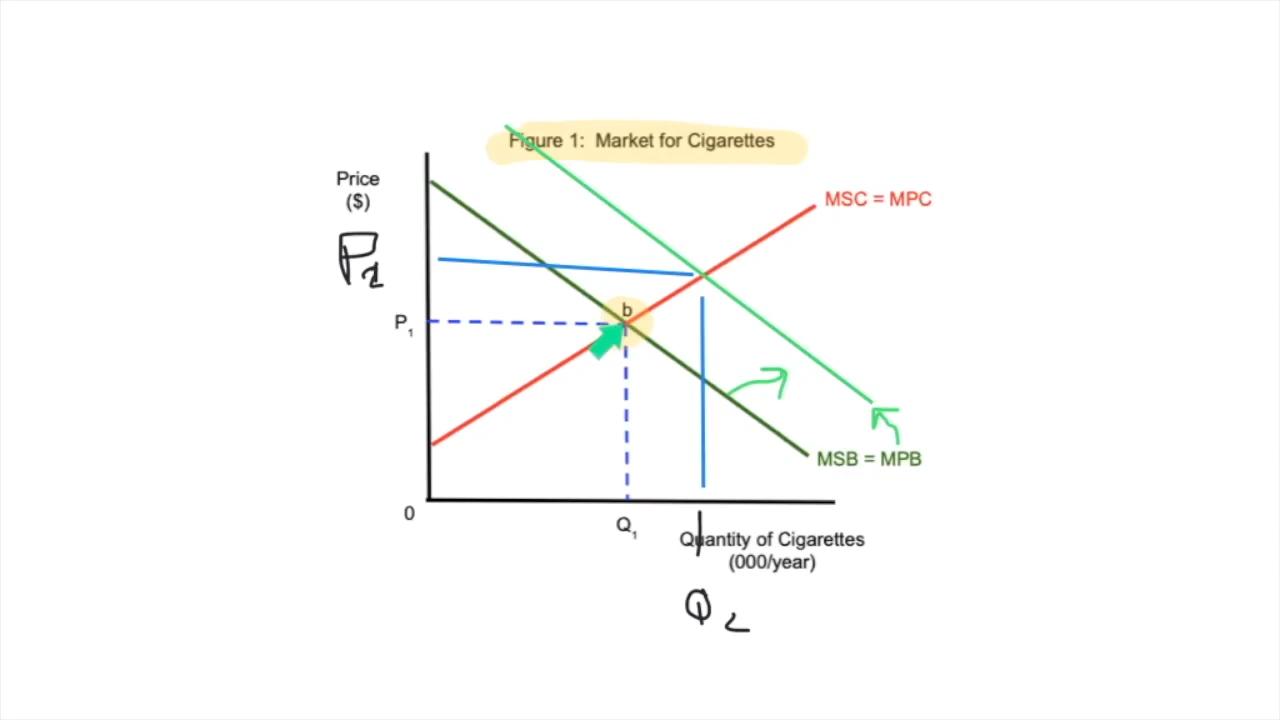 Figure 1: Market for Cigarettes
Price
($)
MSC = MPC
P2
b
P1
MSB = MPB
0
Q1
Quantity of Cigarettes
(000/year)
Q2